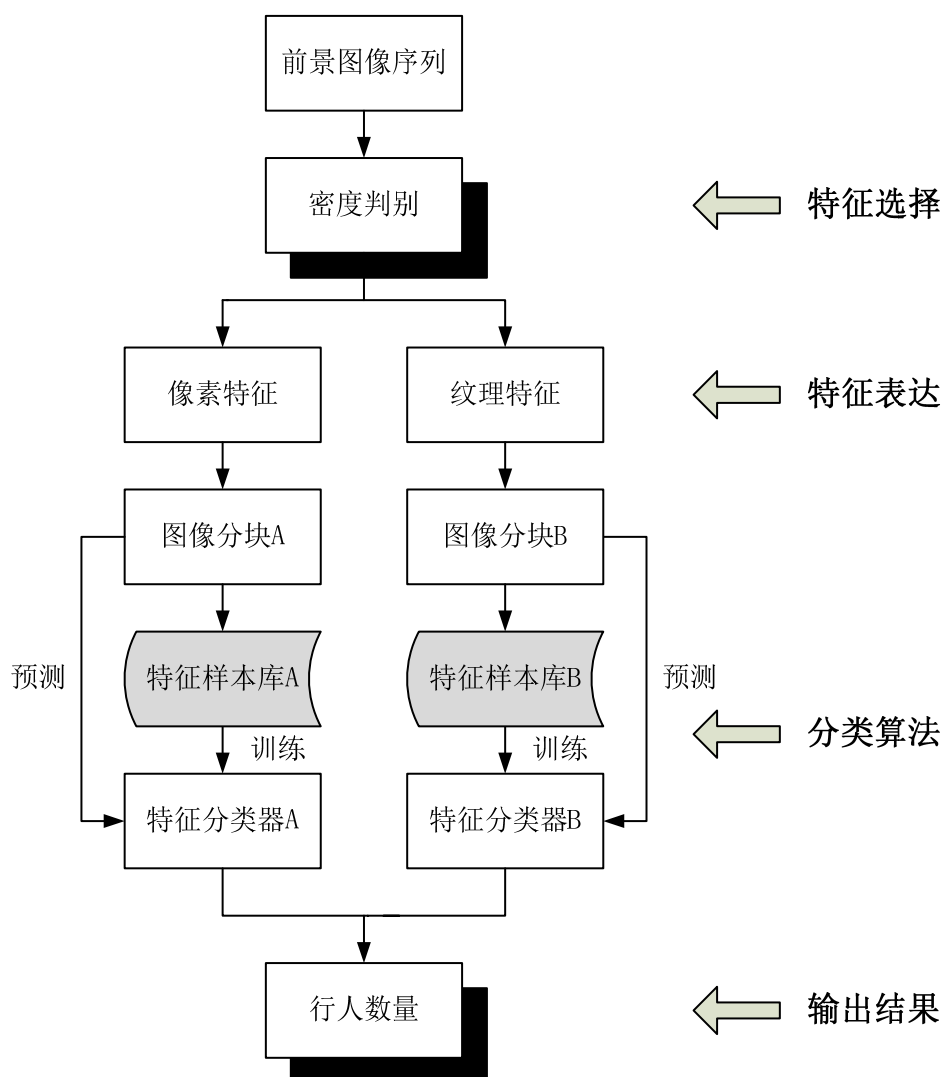 前景图像序列
密度判别
特征选择
像素特征
纹理特征
特征表达
图像分块A
图像分块B
预测
特征样本库A
特征样本库B
预测
训练
训练
分类算法
特征分类器A
特征分类器B
行人数量
输出结果